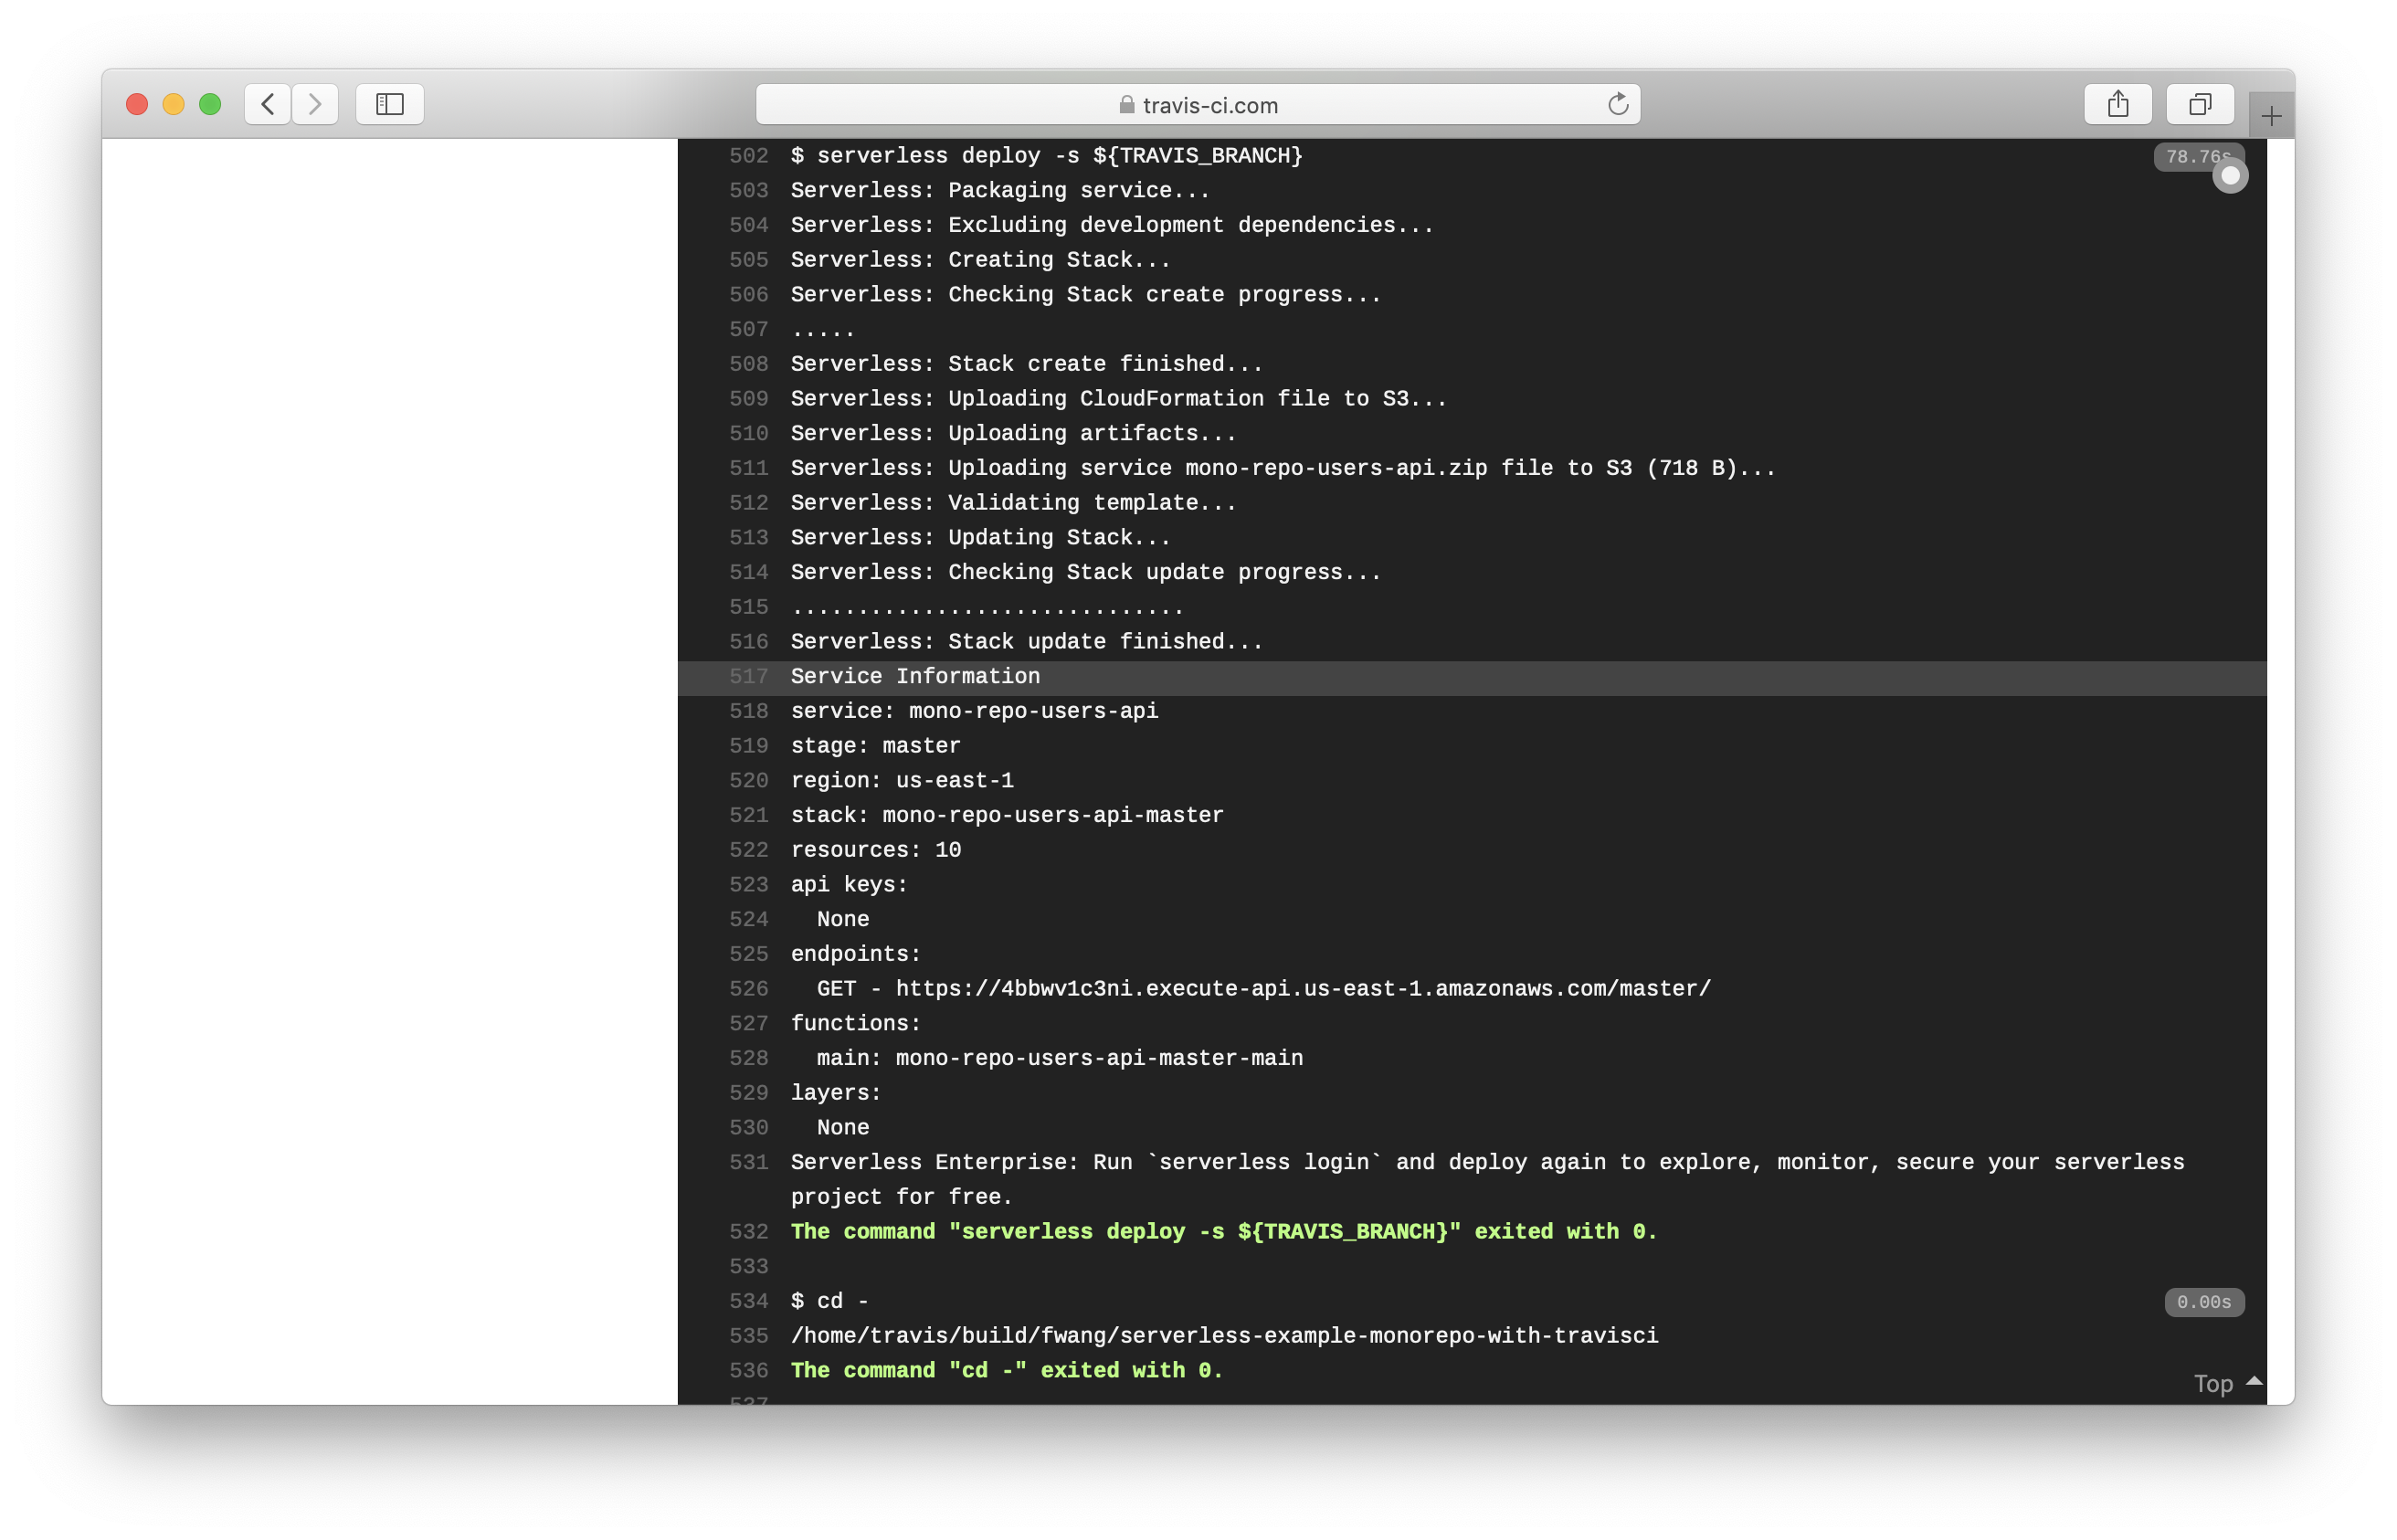 travis-ci.com
502 $ serverless deploy -s ${TRAVIS_BRANCH} 78.76s
503 Serverless: Packaging service...
504 Serverless: Excluding development dependencies...
505 Serverless: Creating Stack...
506 Serverless: Checking Stack create progress...
507 .....
508 Serverless: Stack create finished...
509 Serverless: Uploading CloudFormation file to S3...
510 Serverless: Uploading artifacts...
511 Serverless: Uploading service mono-repo-users-api.zip file to S3 (718 B)...
512 Serverless: Validating template...
513 Serverless: Updating Stack...
514 Serverless: Checking Stack update progress...
515 ..............................
516 Serverless: Stack update finished...
517 Service Information
518 service: mono-repo-users-api
519 stage: master
520 region: us-east-1
521 stack: mono-repo-users-api-master
522 resources: 10
523 api keys:
524 None
525 endpoints:
526 GET - https://4bbwv1c3ni.execute-api.us-east-1.amazonaws.com/master/
527 functions:
528 main: mono-repo-users-api-master-main
529 layers:
530 None
531 Serverless Enterprise: Run `serverless login` and deploy again to explore, monitor, secure your serverless
project for free.
532 The command "serverless deploy -s ${TRAVIS_BRANCH}" exited with 0.
533
534 $ cd - 0.00s
535 /home/travis/build/fwang/serverless-example-monorepo-with-travisci
536 The command "cd -" exited with 0.
Top
537